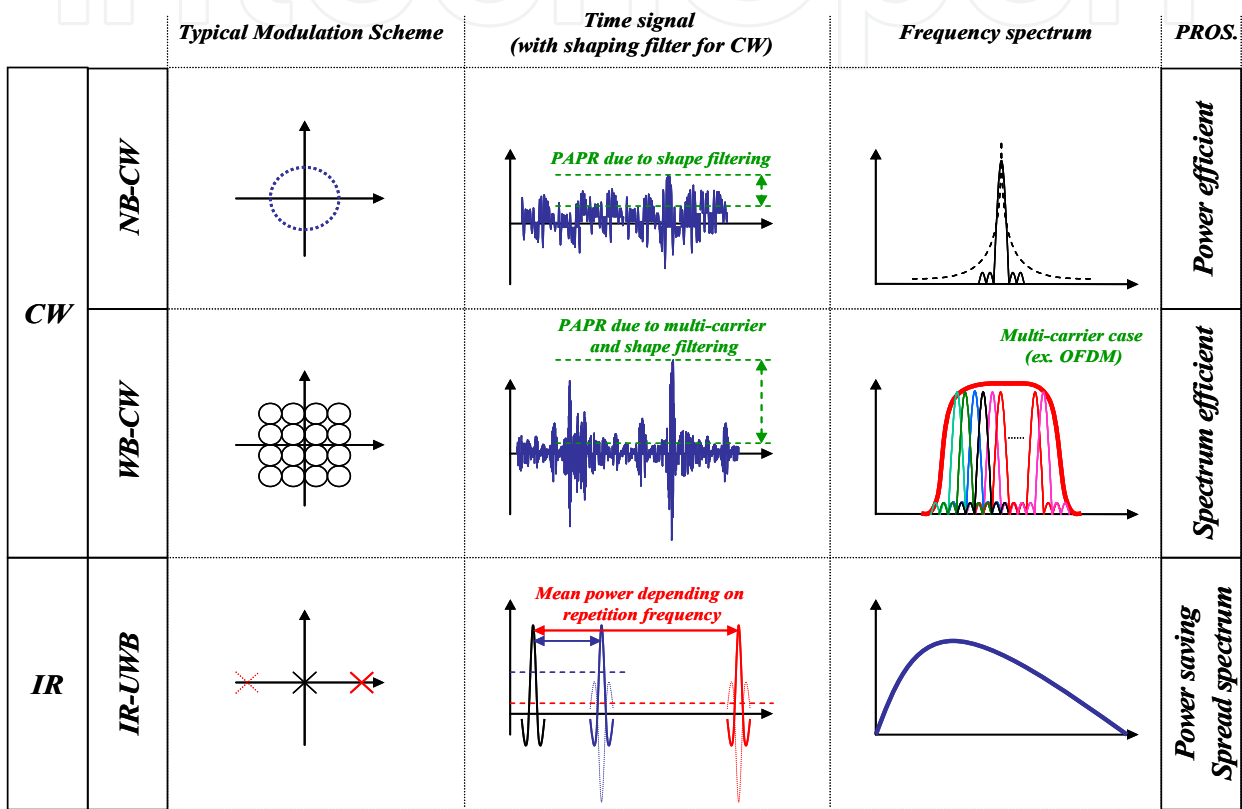 Typical Modulation Scheme
Time signal
(with shaping filter for CW)
Frequency spectrum
PROS.
CW
NB-CW
PAPR due to shape filtering
Power efficient
WB-CW
PAPR due to multi-carrier
and shape filtering
Multi-carrier case
(ex. OFDM)
Spectrum efficient
IR
IR-UWB
Mean power depending on
repetition frequency
Power saving
Spread spectrum